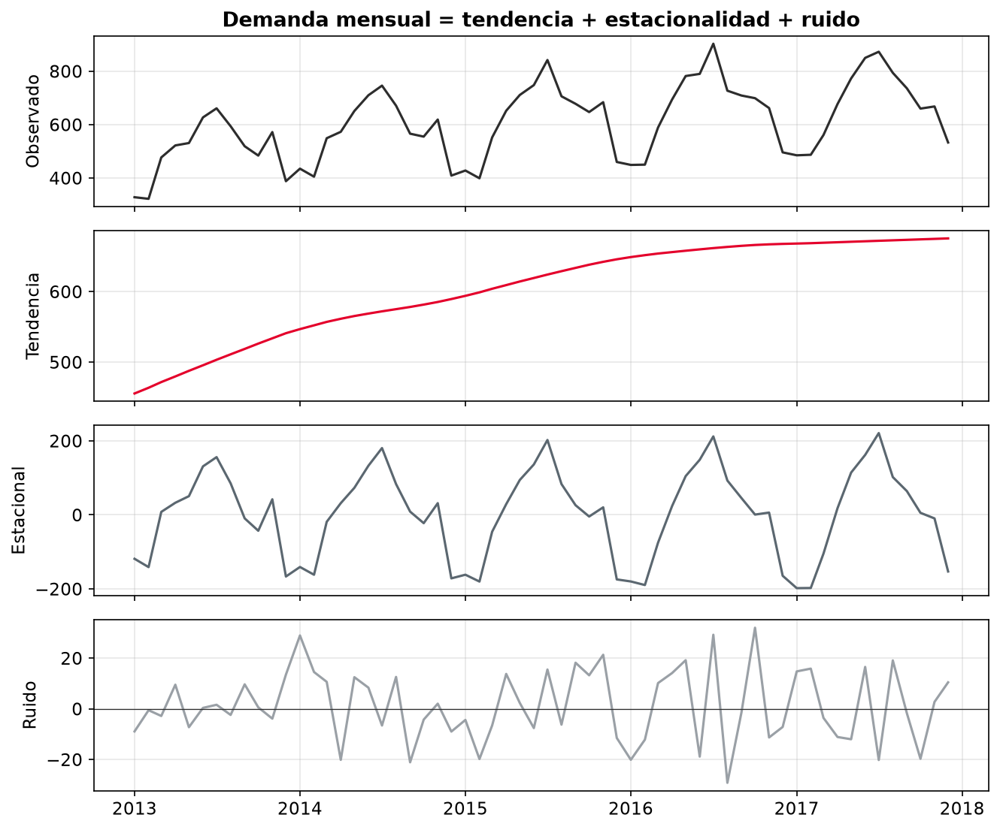 Demanda mensual = tendencia + estacionalidad + ruido
Observado
800
600
400
Tendencia
600
500
Estacional
200
0
−200
Ruido
20
0
−20
2013 2014 2015 2016 2017 2018